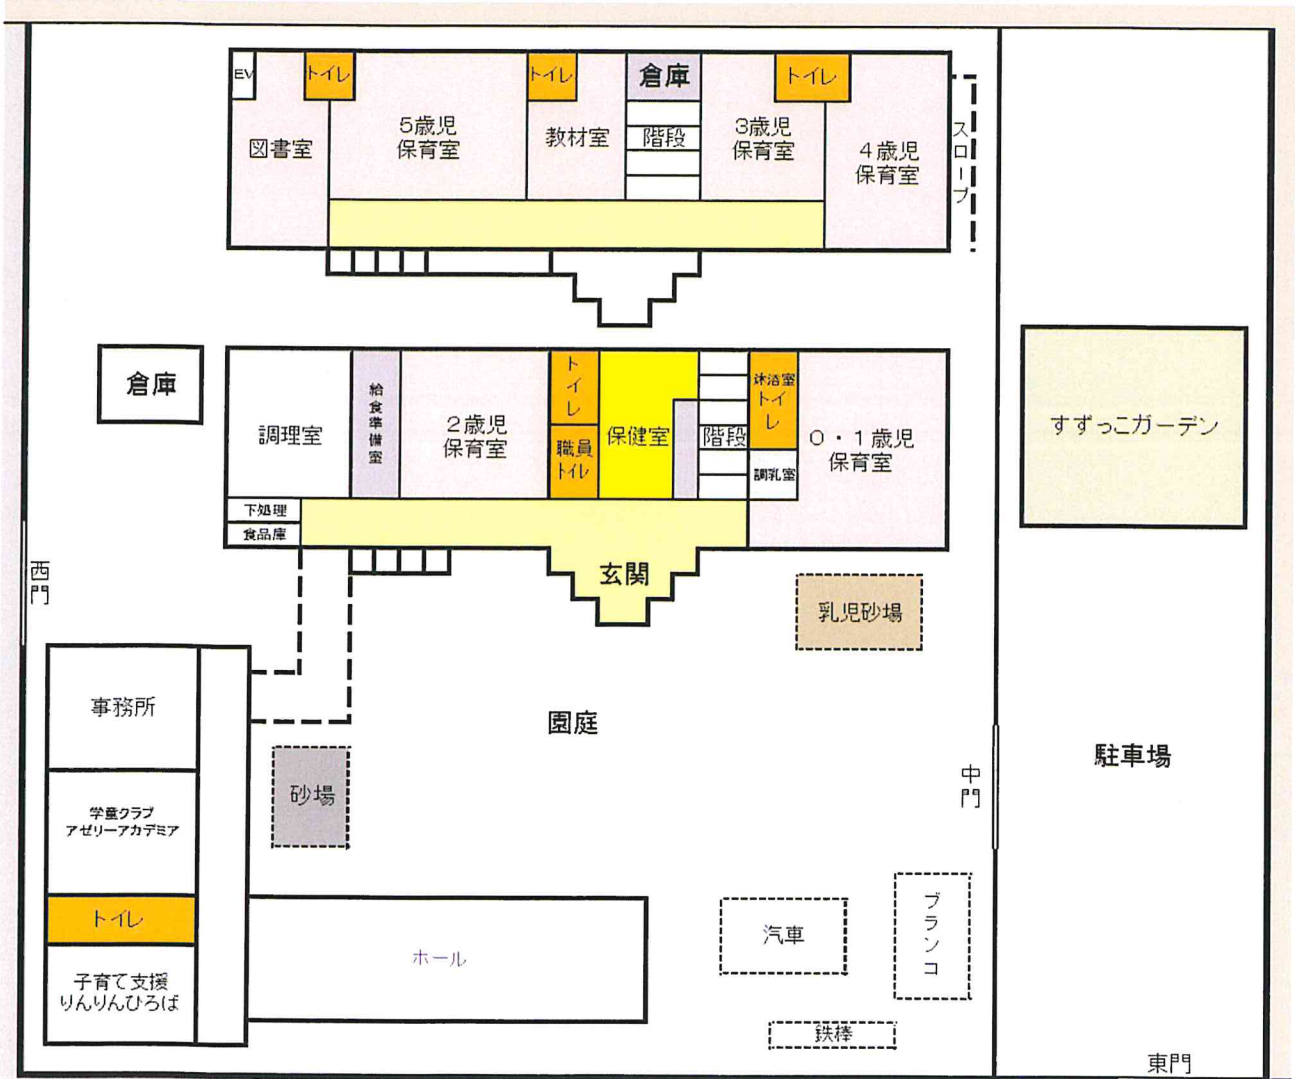 EV
トイレ
トイレ
倉庫
トイレ
図書室
5歳児
保育室
教材室
階段
3歳児
保育室
4歳児
保育室
スロープ
倉庫
調理室
給食準備室
2歳児
保育室
トイレ
職員
トイレ
保健室
階段
沐浴室
トイレ
調乳室
0・1歳児
保育室
すずっこガーデン
下処理
食品庫
玄関
西門
乳児砂場
事務所
園庭
砂場
中門
駐車場
学童クラブ
アゼリーアカデミア
トイレ
子育て支援
りんりんひろば
ホール
汽車
ブランコ
鉄棒
東門